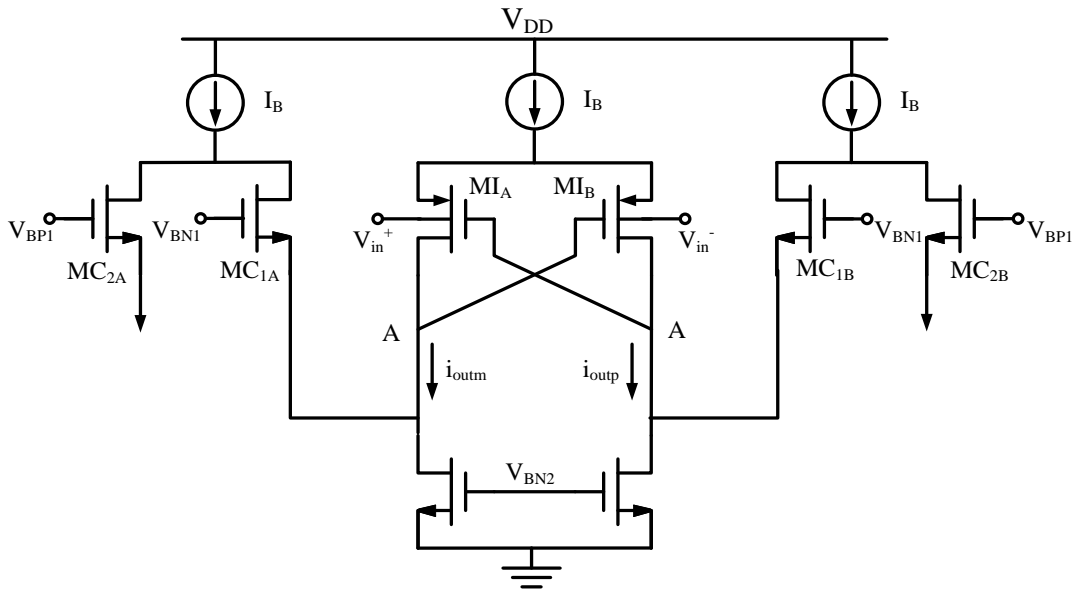 V_DD
I_B
I_B
I_B
MI_A
MI_B
V_BP1
V_BN1
V_in^+
V_in^-
V_BN1
V_BP1
MC_2A
MC_1A
MC_1B
MC_2B
A
A
i_outm
i_outp
V_BN2